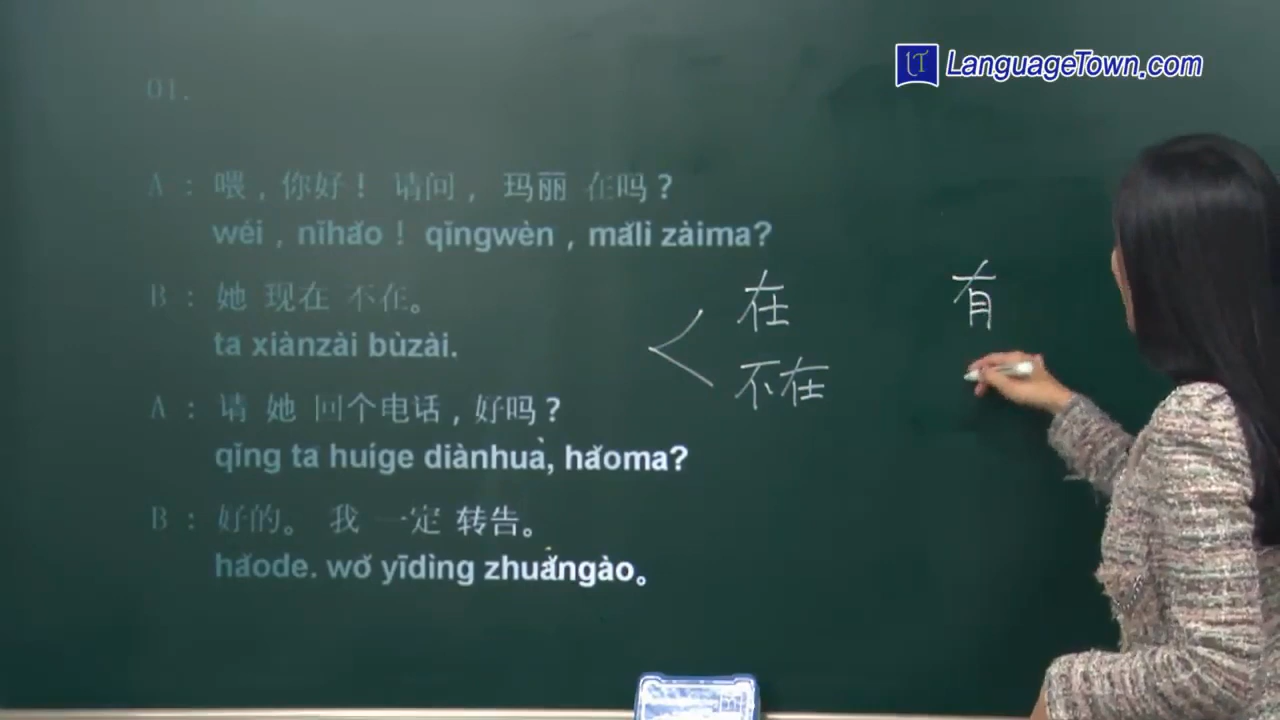 LT LanguageTown.com
01.
A : 喂，你好！ 请问， 玛丽 在吗？
wéi , nǐhǎo ! qǐngwèn , mǎlì zàima?
B : 她 现在 不在。
ta xiànzài bùzài.
A : 请 她 回个电话，好吗？
qǐng ta huíge diànhuà, hǎoma?
B : 好的。 我 一定 转告。
hǎode. wǒ yīdìng zhuǎngào。
在
不在
有